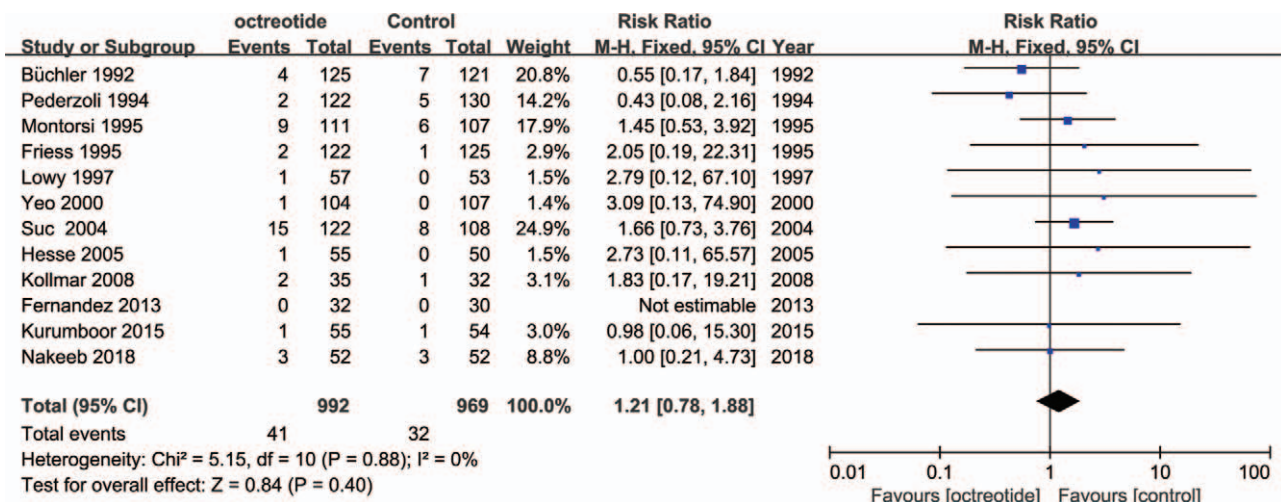 octreotide Control Risk Ratio Risk Ratio
Study or Subgroup Events Total Events Total Weight M-H, Fixed, 95% CI Year M-H, Fixed, 95% CI
Büchler 1992 4 125 7 121 20.8% 0.55 [0.17, 1.84] 1992
Pederzoli 1994 2 122 5 130 14.2% 0.43 [0.08, 2.16] 1994
Montorsi 1995 9 111 6 107 17.9% 1.45 [0.53, 3.92] 1995
Friess 1995 2 122 1 125 2.9% 2.05 [0.19, 22.31] 1995
Lowy 1997 1 57 0 53 1.5% 2.79 [0.12, 67.10] 1997
Yeo 2000 1 104 0 107 1.4% 3.09 [0.13, 74.90] 2000
Suc 2004 15 122 8 108 24.9% 1.66 [0.73, 3.76] 2004
Hesse 2005 1 55 0 50 1.5% 2.73 [0.11, 65.57] 2005
Kollmar 2008 2 35 1 32 3.1% 1.83 [0.17, 19.21] 2008
Fernandez 2013 0 32 0 30 Not estimable 2013
Kurumboor 2015 1 55 1 54 3.0% 0.98 [0.06, 15.30] 2015
Nakeeb 2018 3 52 3 52 8.8% 1.00 [0.21, 4.73] 2018
Total (95% CI) 992 969 100.0% 1.21 [0.78, 1.88]
Total events 41 32
Heterogeneity: Chi² = 5.15, df = 10 (P = 0.88); I² = 0%
Test for overall effect: Z = 0.84 (P = 0.40)
0.01 0.1 1 10 100
Favours [octreotide] Favours [control]